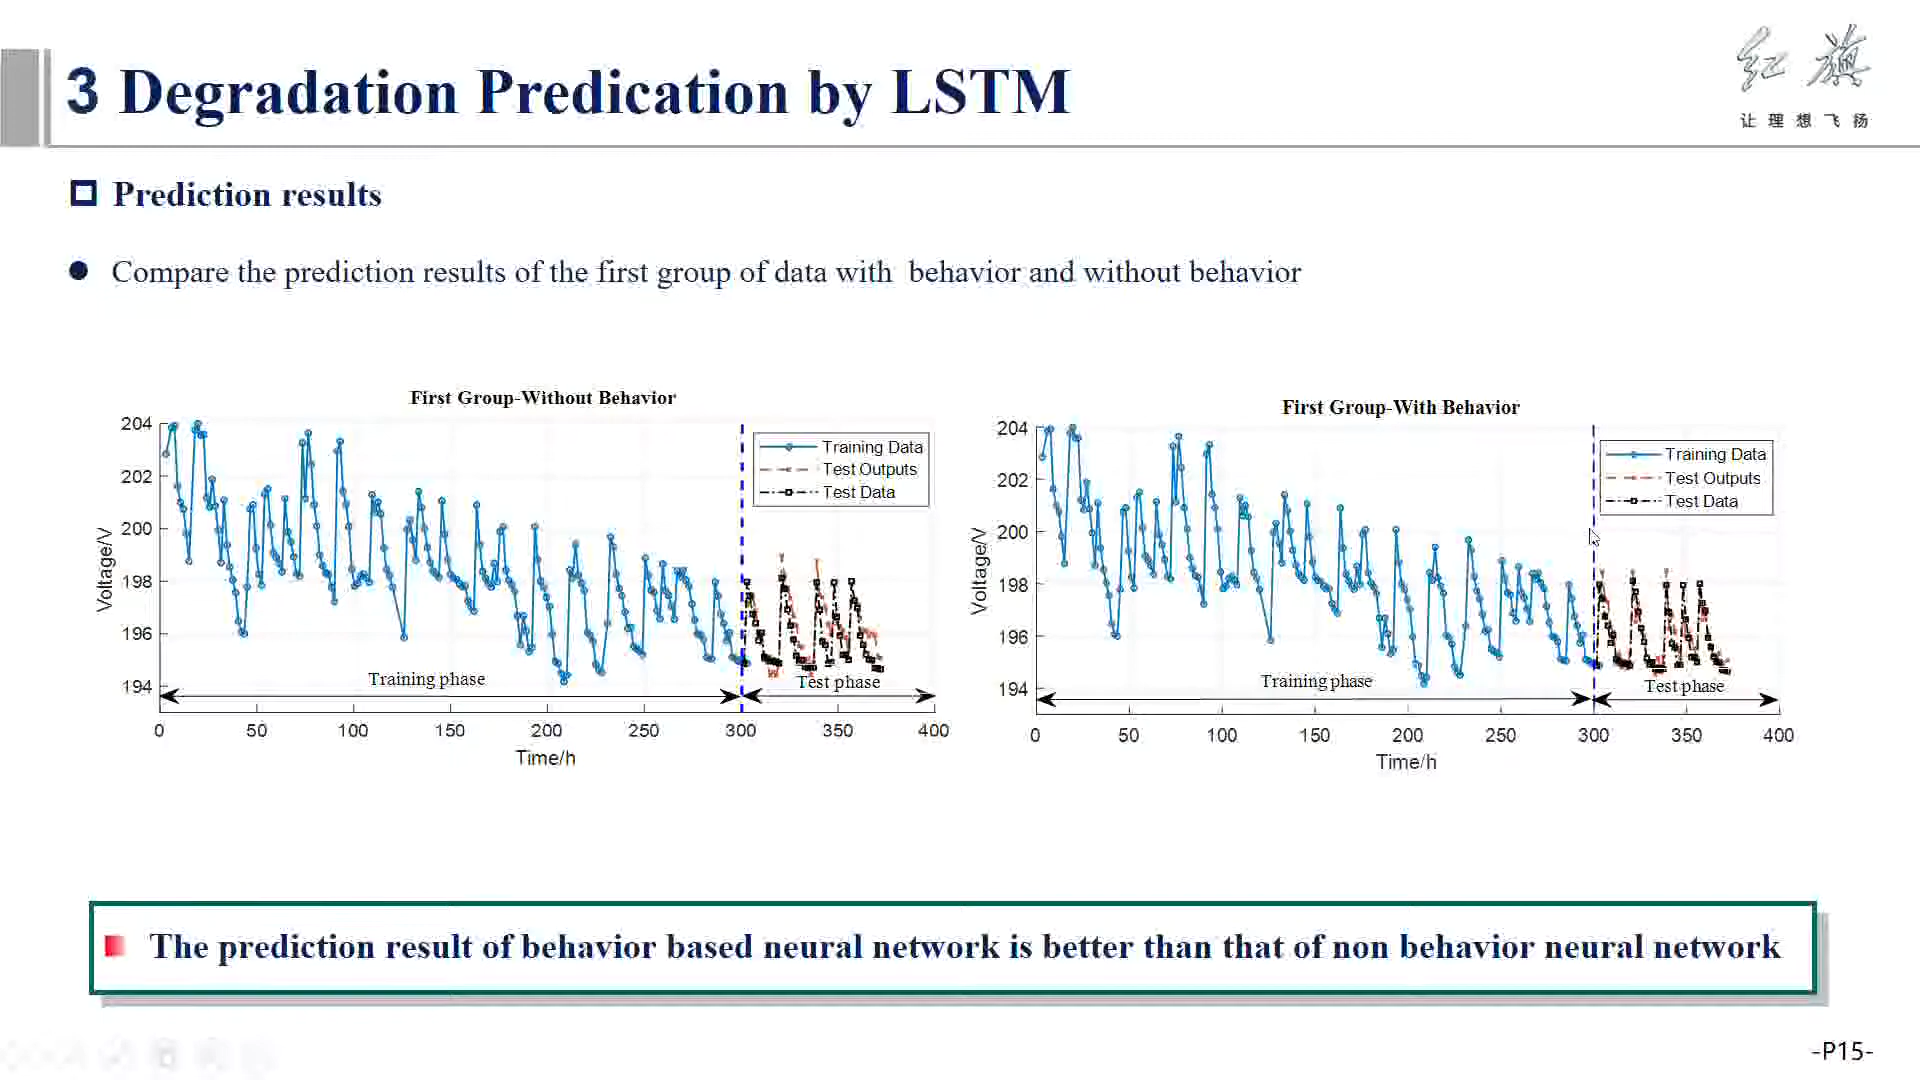 红旗
让理想飞扬
3 Degradation Predication by LSTM
Prediction results
Compare the prediction results of the first group of data with behavior and without behavior
First Group-Without Behavior
204
202
200
198
196
194
Voltage/V
Training Data
Test Outputs
Test Data
Training phase
Test phase
0 50 100 150 200 250 300 350 400
Time/h
First Group-With Behavior
204
202
200
198
196
194
Voltage/V
Training Data
Test Outputs
Test Data
Training phase
Test phase
0 50 100 150 200 250 300 350 400
Time/h
The prediction result of behavior based neural network is better than that of non behavior neural network
-P15-